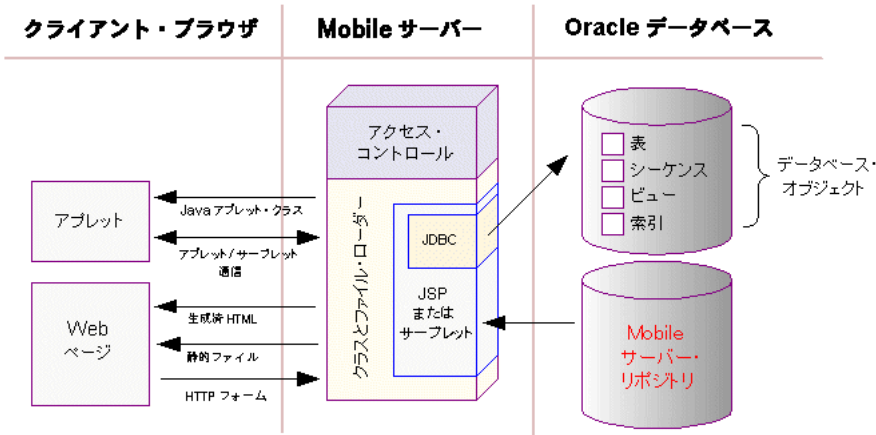 クライアント・ブラウザ
Mobile サーバー
Oracle データベース
アクセス・
コントロール
クラスとファイル・ローダー
JDBC
JSP
または
サーブレット
アプレット
Java アプレット・クラス
アプレット/サーブレット
通信
Web
ページ
生成済 HTML
静的ファイル
HTTP フォーム
表
シーケンス
ビュー
索引
データベース・
オブジェクト
Mobile
サーバー・
リポジトリ